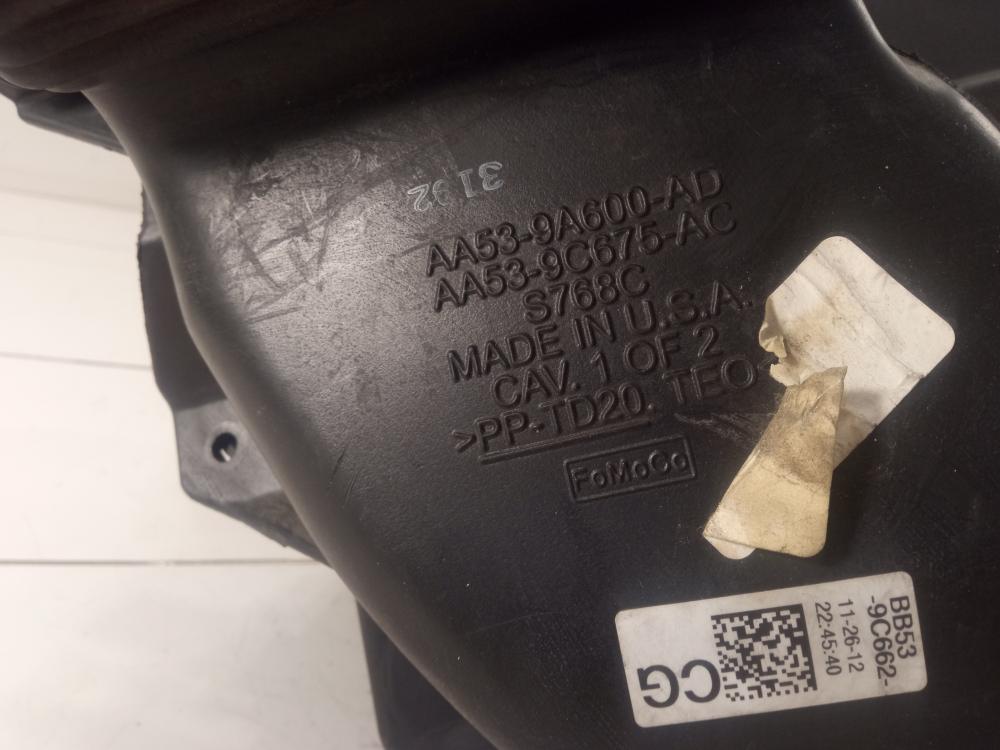 3192
AA53-9A600-AD
AA53-9C675-AC
S768C
MADE IN U.S.A.
CAV. 1 OF 2
>PP-TD20. TEO
FoMoCo
BB53
-9C662-
11-26-12
22:45:40
CG